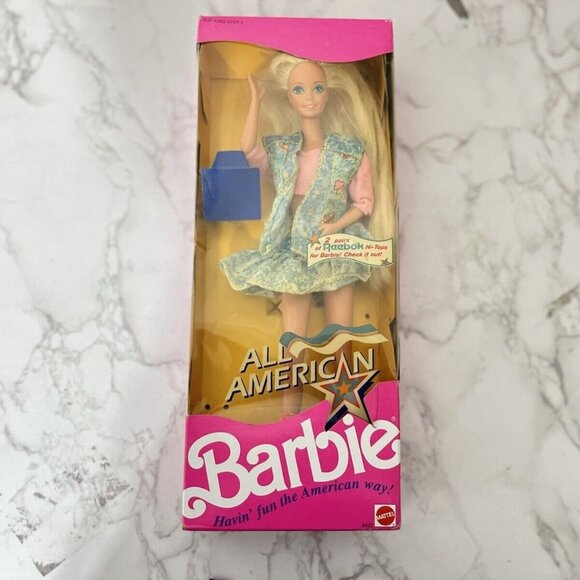 TOY AGES OVER 3
2 pairs
of Reebok Hi-Tops
for Barbie! Check it out!
ALL
AMERICAN
Barbie®
Havin' fun the American way!
MATTEL